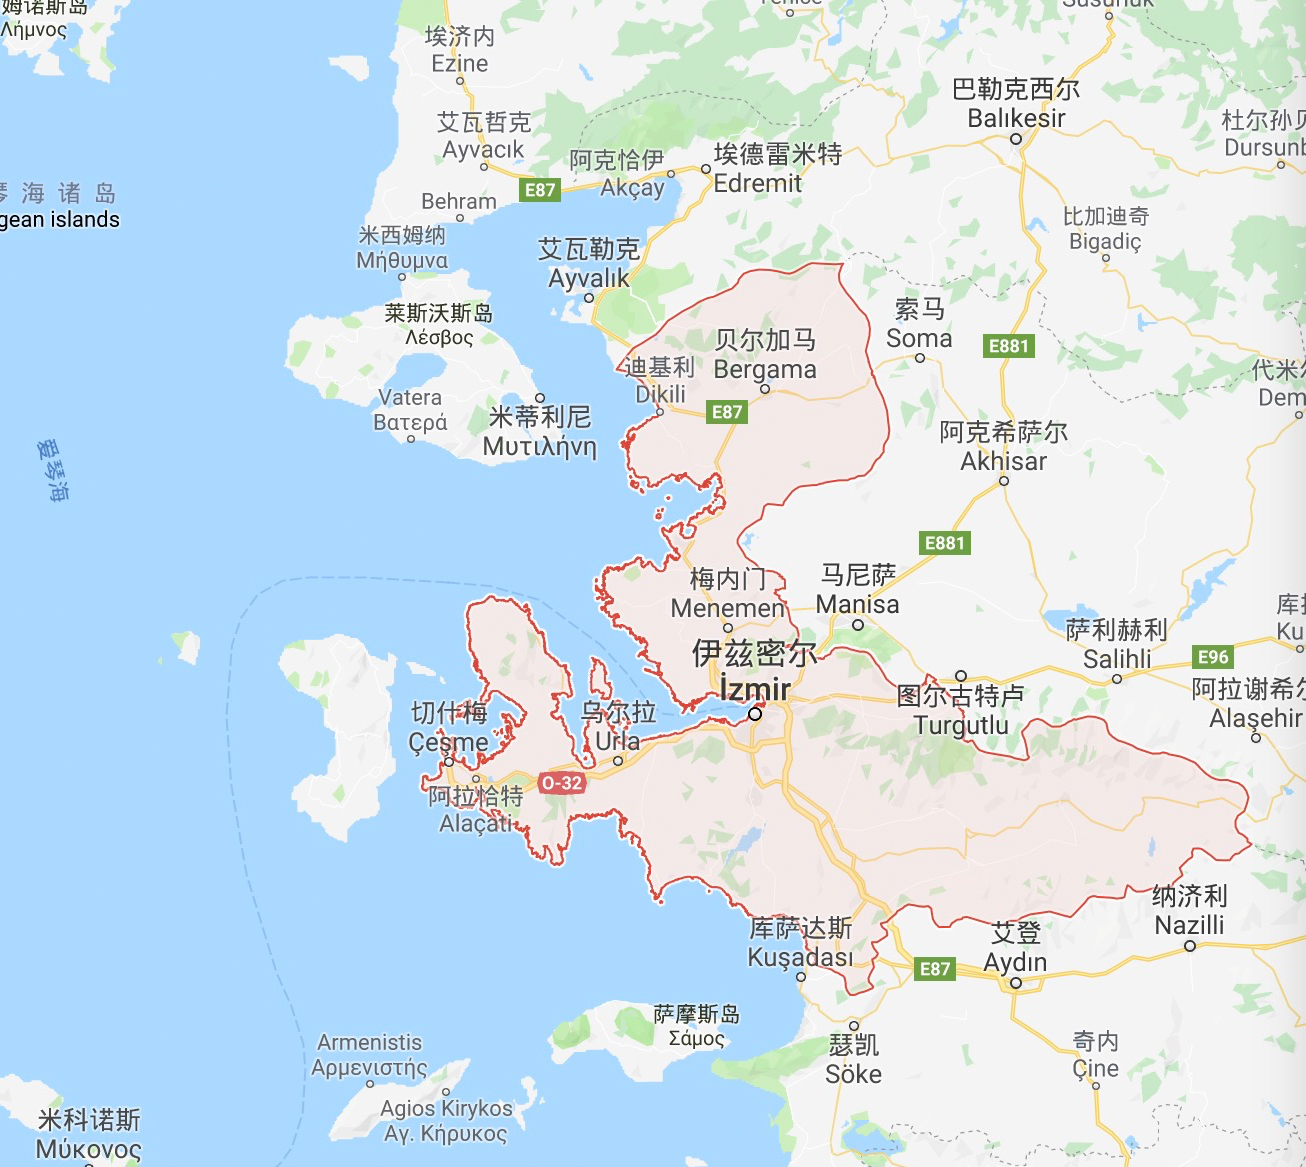 姆诺斯岛
Λήμνος
Yenice
Susurluk
埃济内
Ezine
巴勒克西尔
Balıkesir
艾瓦哲克
Ayvacık
杜尔孙贝
Dursunb
阿克恰伊
Akçay
埃德雷米特
Edremit
E87
琴海诸岛
gean islands
Behram
比加迪奇
Bigadiç
米西姆纳
Μήθυμνα
艾瓦勒克
Ayvalık
莱斯沃斯岛
Λέσβος
索马
Soma
贝尔加马
Bergama
E881
迪基利
Dikili
代米尔
Dem
Vatera
Βατερά
E87
米蒂利尼
Μυτιλήνη
阿克希萨尔
Akhisar
爱琴海
E881
梅内门
Menemen
马尼萨
Manisa
Ku
萨利赫利
Salihli
E96
伊兹密尔
İzmir
图尔古特卢
Turgutlu
阿拉谢希尔
Alaşehir
切什梅
Çeşme
乌尔拉
Urla
O-32
阿拉恰特
Alaçatı
纳济利
Nazilli
库萨达斯
Kuşadası
艾登
Aydın
E87
萨摩斯岛
Σάμος
Armenistis
Αρμενιστής
瑟凯
Söke
奇内
Çine
Agios Kirykos
Αγ. Κήρυκος
米科诺斯
Μύκονος